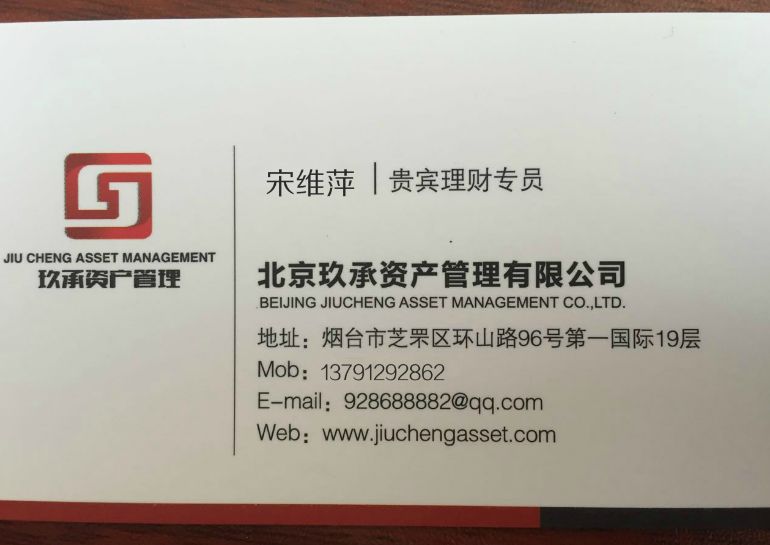 JIU CHENG ASSET MANAGEMENT
玖承资产管理
宋维萍 | 贵宾理财专员
北京玖承资产管理有限公司
BEIJING JIUCHENG ASSET MANAGEMENT CO.,LTD.
地址：烟台市芝罘区环山路96号第一国际19层
Mob：13791292862
E-mail：928688882@qq.com
Web：www.jiuchengasset.com